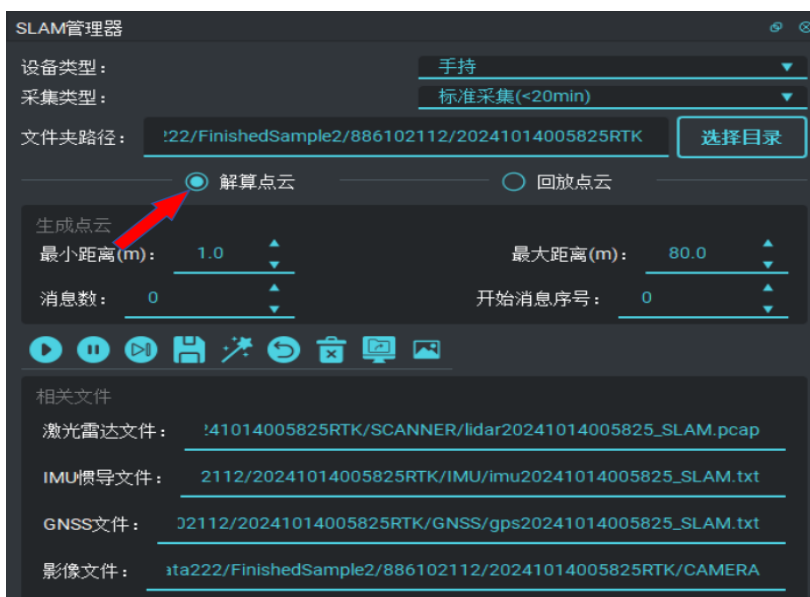 SLAM管理器
设备类型： 手持
采集类型： 标准采集(<20min)
文件夹路径： :22/FinishedSample2/886102112/20241014005825RTK 选择目录
解算点云 回放点云
生成点云
最小距离(m)： 1.0 最大距离(m)： 80.0
消息数： 0 开始消息序号： 0
相关文件
激光雷达文件： 241014005825RTK/SCANNER/lidar20241014005825_SLAM.pcap
IMU惯导文件： 2112/20241014005825RTK/IMU/imu20241014005825_SLAM.txt
GNSS文件： 02112/20241014005825RTK/GNSS/gps20241014005825_SLAM.txt
影像文件： ata222/FinishedSample2/886102112/20241014005825RTK/CAMERA